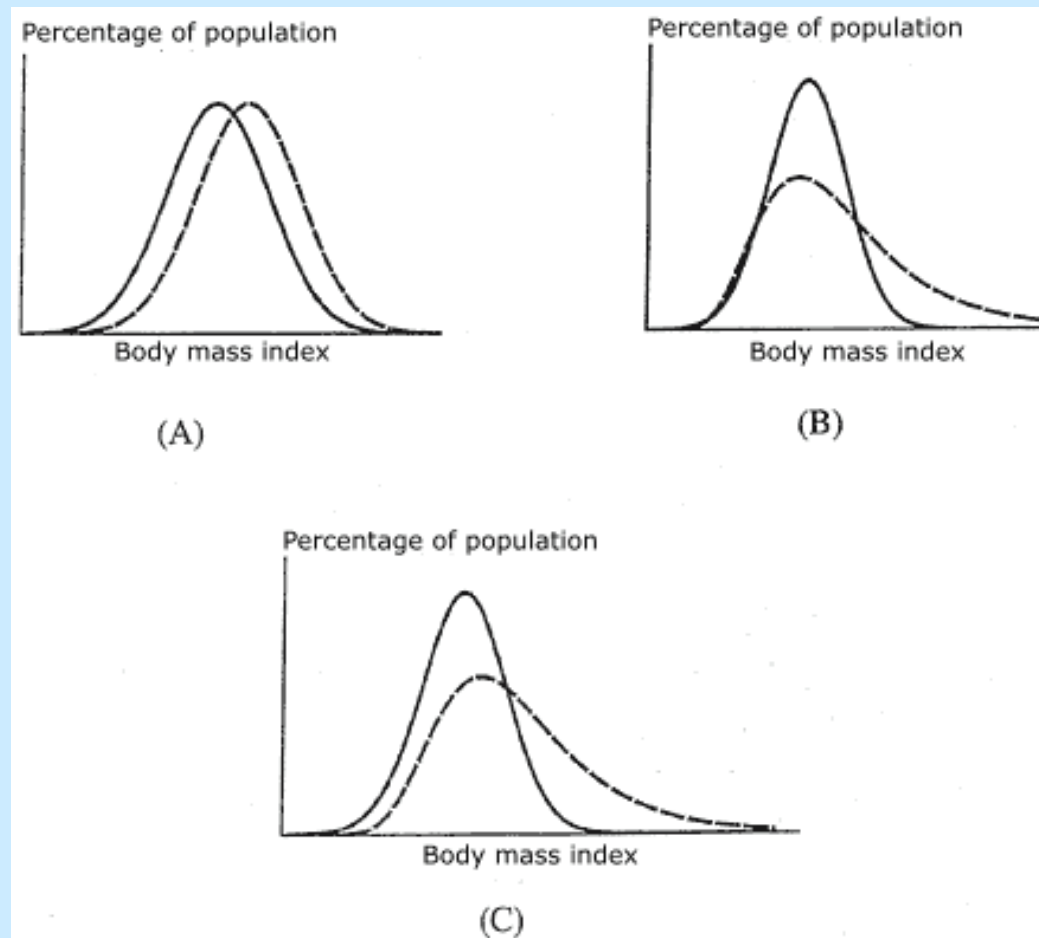 Percentage of population
Percentage of population
Body mass index
Body mass index
(A)
(B)
Percentage of population
Body mass index
(C)